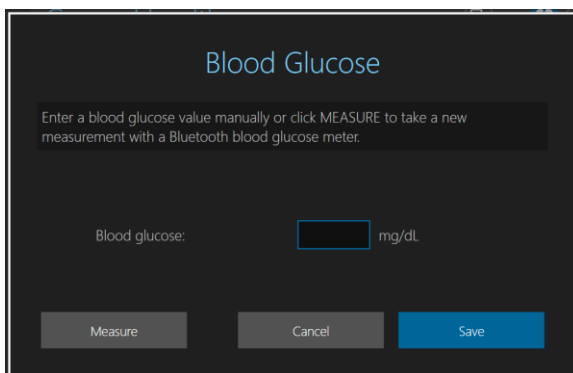 Blood Glucose
Enter a blood glucose value manually or click MEASURE to take a new
measurement with a Bluetooth blood glucose meter.
Blood glucose:
mg/dL
Measure
Cancel
Save